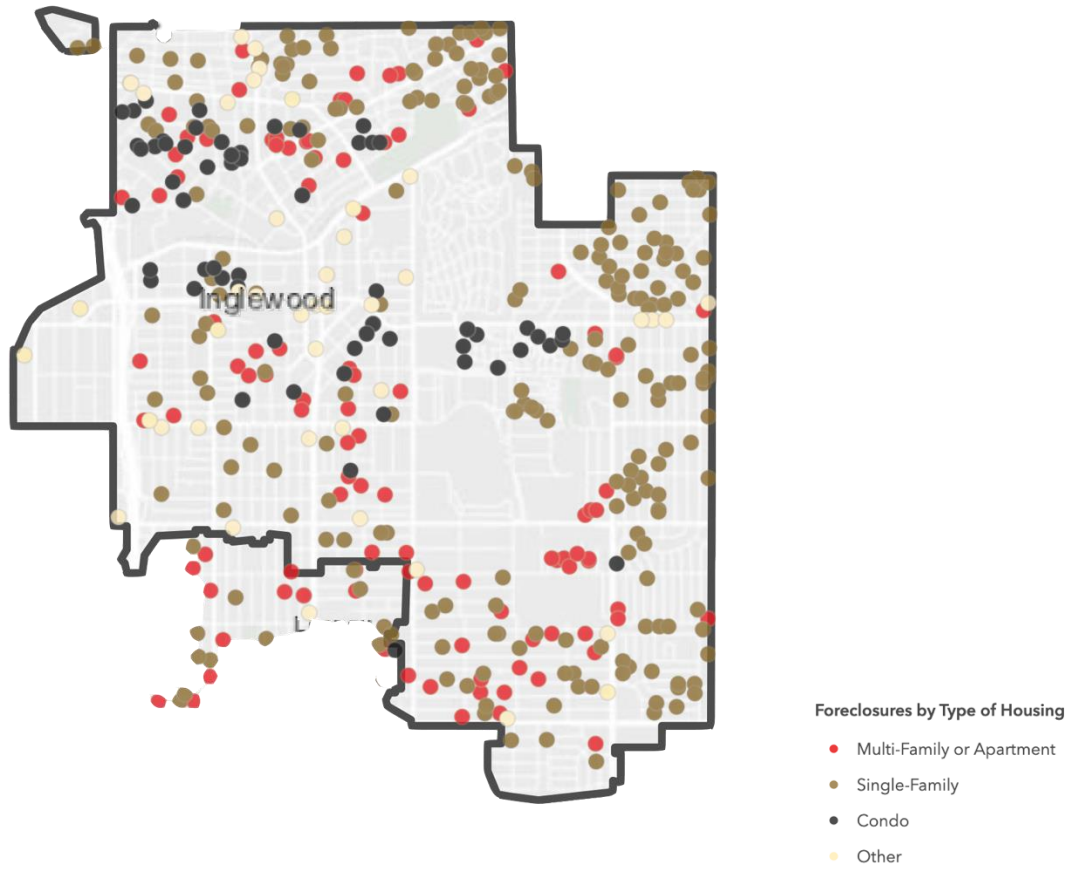 Inglewood
Foreclosures by Type of Housing
Multi-Family or Apartment
Single-Family
Condo
Other